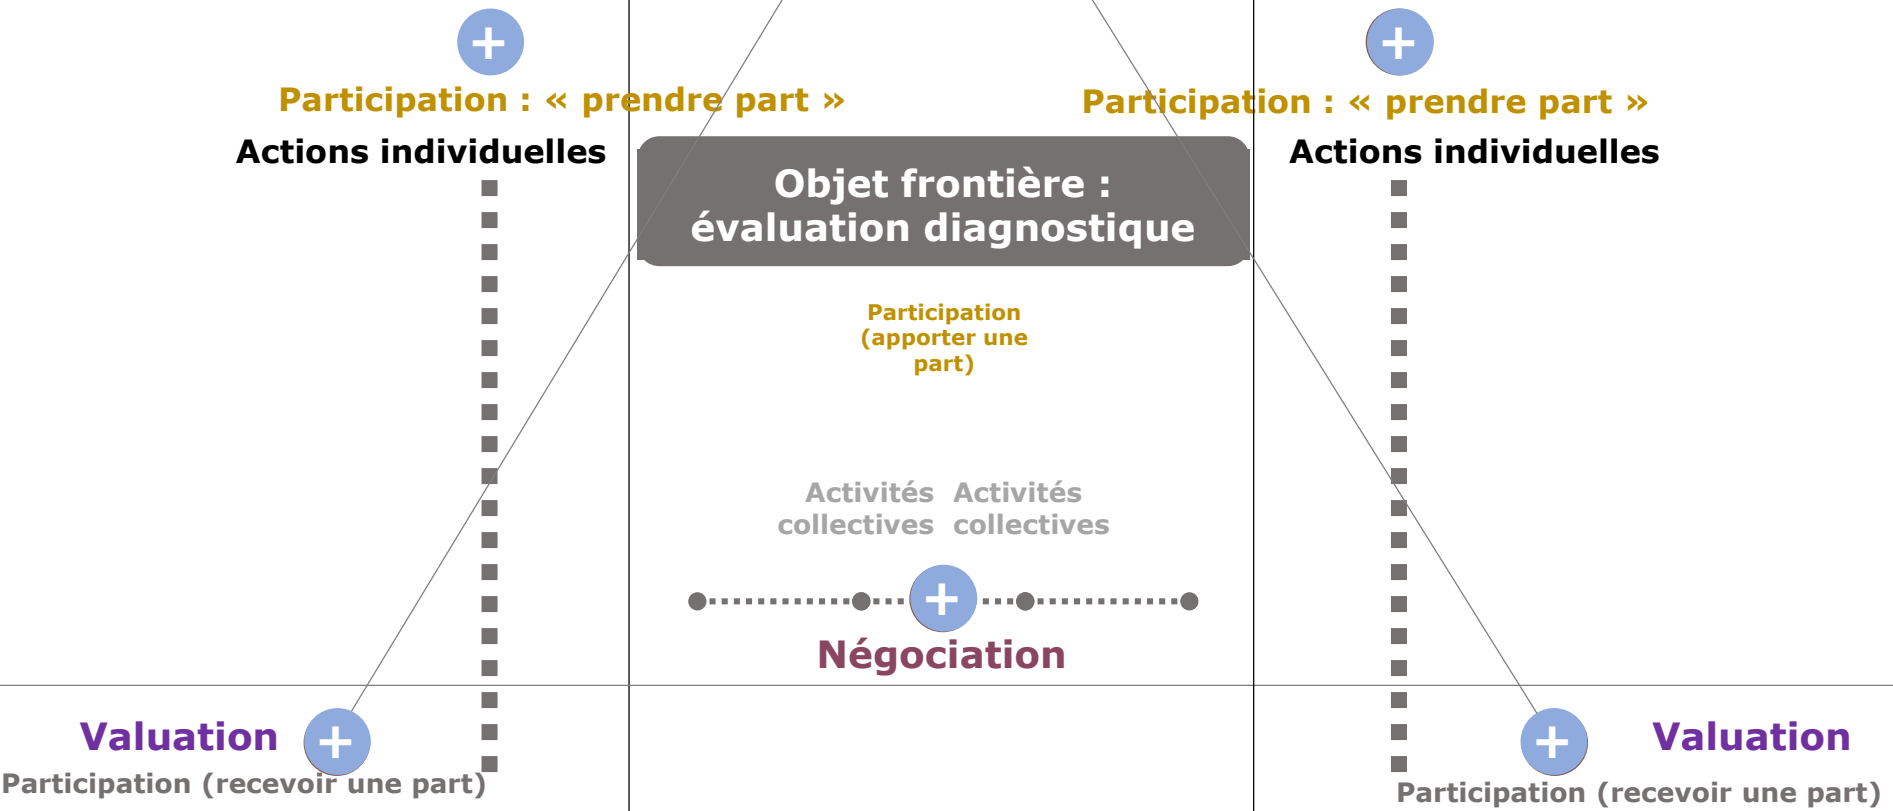 +
+
Participation : « prendre part »
Participation : « prendre part »
Actions individuelles
Actions individuelles
Objet frontière :
évaluation diagnostique
Participation
(apporter une
part)
Activités
collectives
Activités
collectives
+
Négociation
Valuation
+
Participation (recevoir une part)
+
Valuation
Participation (recevoir une part)